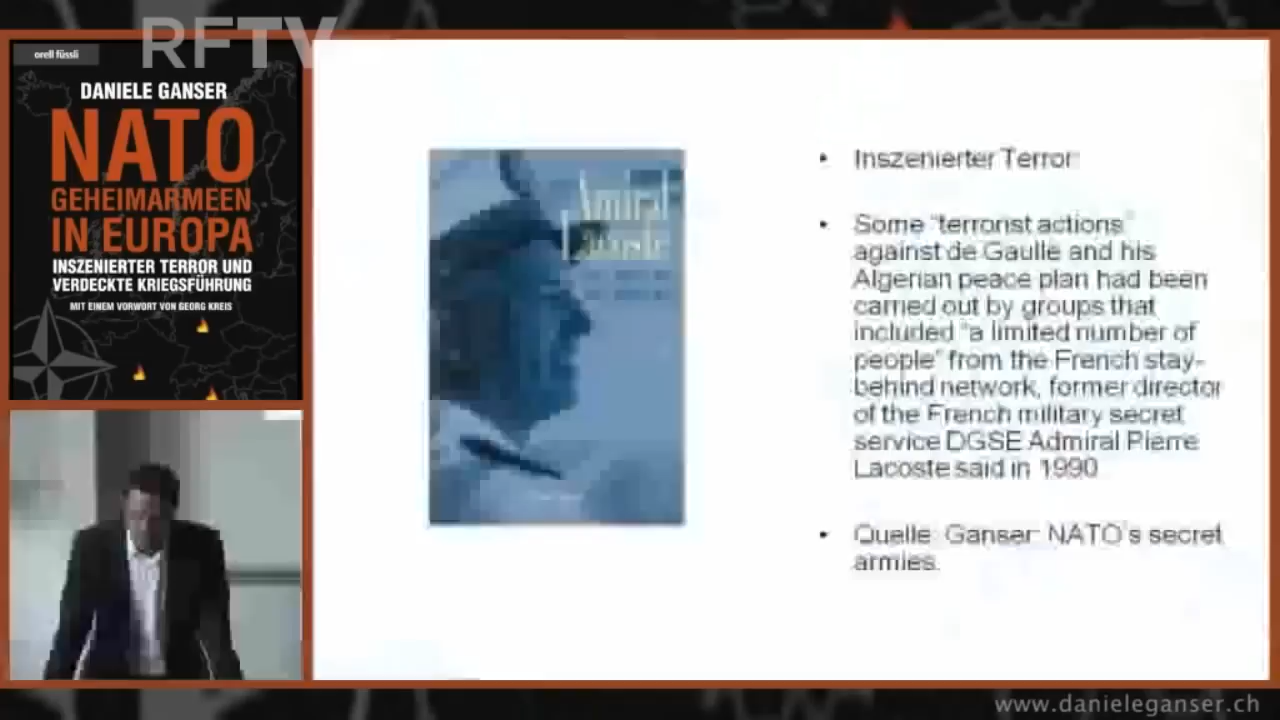 RFTV
orell füssli
DANIELE GANSER
NATO
GEHEIMARMEEN
IN EUROPA
INSZENIERTER TERROR UND
VERDECKTE KRIEGSFÜHRUNG
MIT EINEM VORWORT VON GEORG KREIS
Amiral
Lacoste
• Inszenierter Terror:
• Some "terrorist actions"
against de Gaulle and his
Algerian peace plan had been
carried out by groups that
included "a limited number of
people" from the French stay-
behind network, former director
of the French military secret
service DGSE Admiral Pierre
Lacoste said in 1990
• Quelle: Ganser: NATO's secret
armies.
www.danieleganser.ch